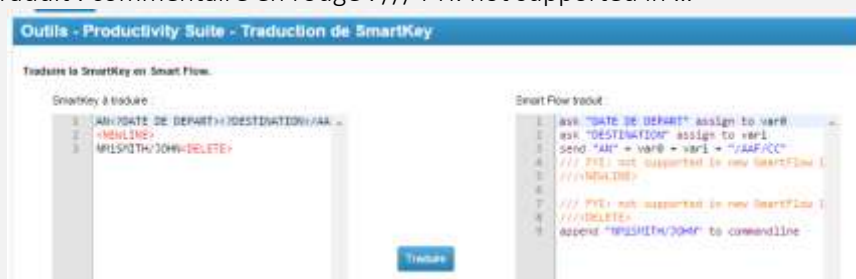 Outils - Productivity Suite - Traduction de SmartKey
Traduire la SmartKey en Smart Flow.
SmartKey à traduire :
Smart Flow traduit :
1 AN<?DATE DE DEPART><?DESTINATION>/AA
2 <NEWLINE>
3 NM1SMITH/JOHN<DELETE>
1 ask "DATE DE DEPART" assign to var0
2 ask "DESTINATION" assign to var1
3 send "AN" + var0 + var1 + "/AAF/CC"
4 /// FYI: not supported in new SmartFlow
5 ///<NEWLINE>
6
7 /// FYI: not supported in new SmartFlow
8 ///<DELETE>
9 append "NM1SMITH/JOHN" to commandline
Traduire